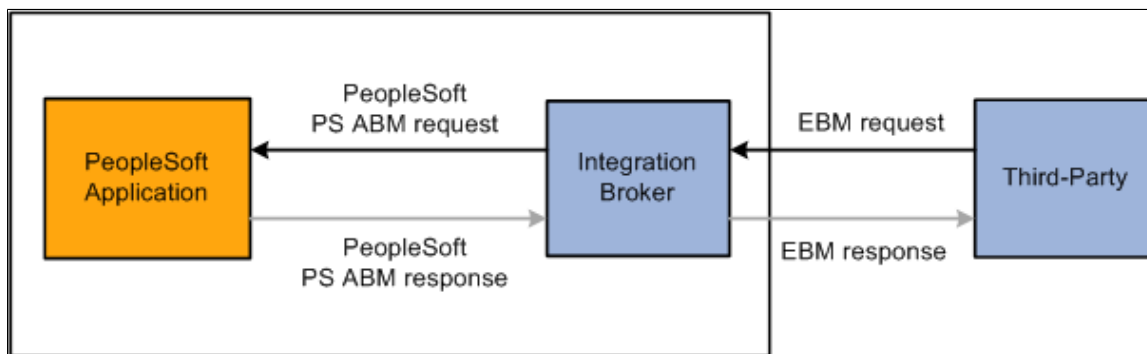 PeopleSoft
Application
PeopleSoft
PS ABM request
PeopleSoft
PS ABM response
Integration
Broker
EBM request
EBM response
Third-Party